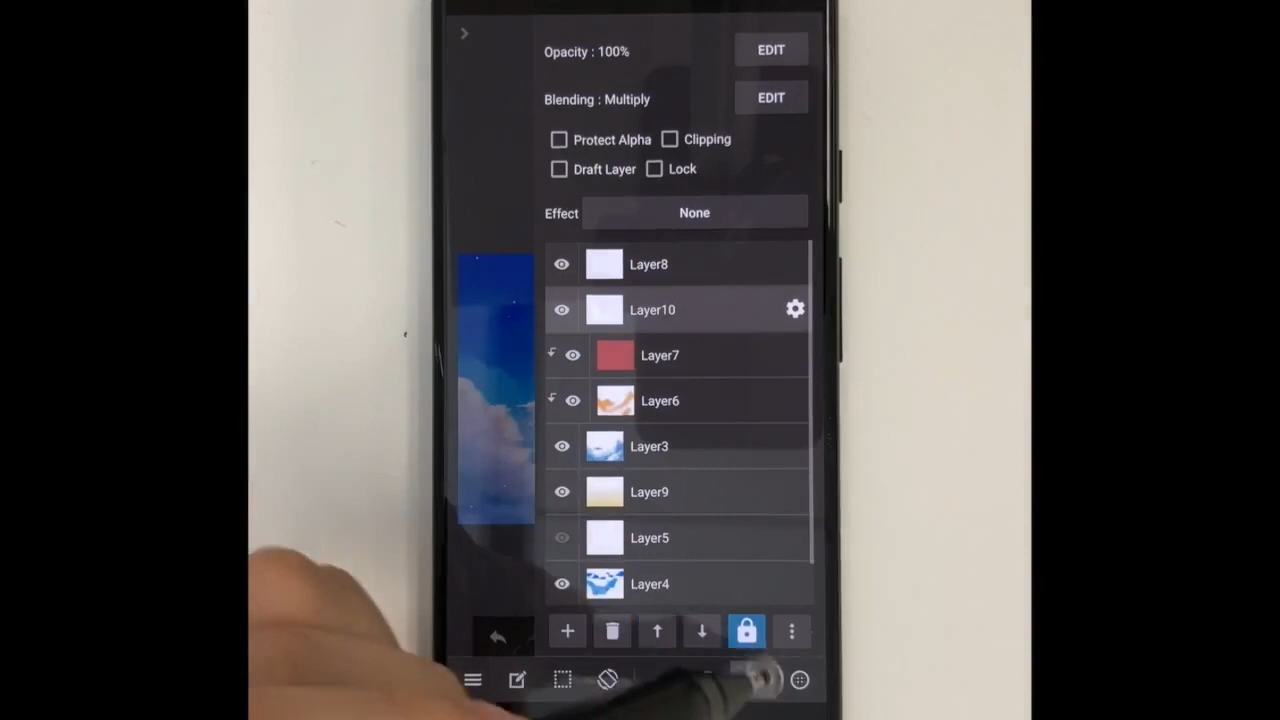 Opacity : 100%
EDIT
Blending : Multiply
EDIT
Protect Alpha
Clipping
Draft Layer
Lock
Effect
None
Layer8
Layer10
Layer7
Layer6
Layer3
Layer9
Layer5
Layer4